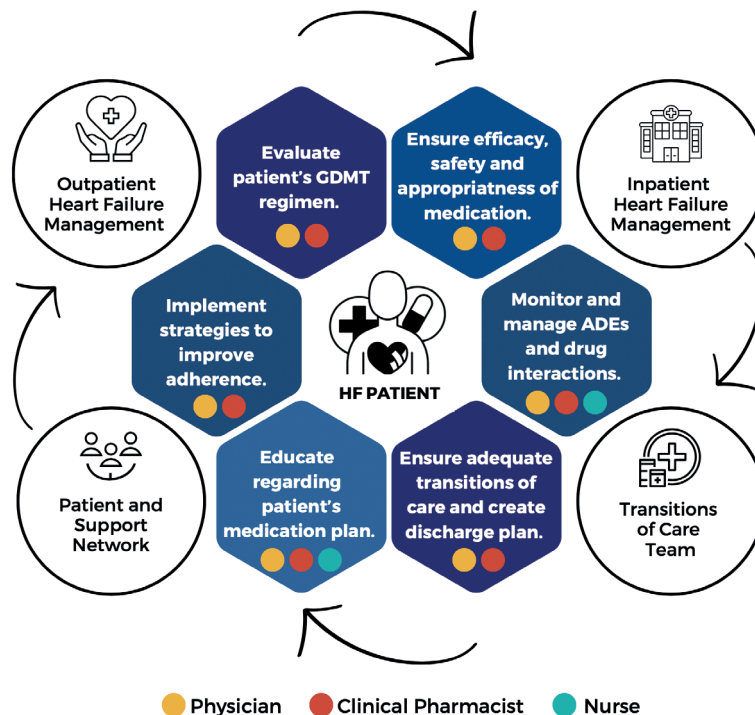 Outpatient
Heart Failure
Management
Evaluate
patient's GDMT
regimen.
Ensure efficacy,
safety and
appropriatness of
medication.
Inpatient
Heart Failure
Management
Implement
strategies to
improve
adherence.
HF PATIENT
Monitor and
manage ADEs
and drug
interactions.
Patient and
Support
Network
Educate
regarding
patient's
medication plan.
Ensure adequate
transitions of
care and create
discharge plan.
Transitions
of Care
Team
Physician
Clinical Pharmacist
Nurse